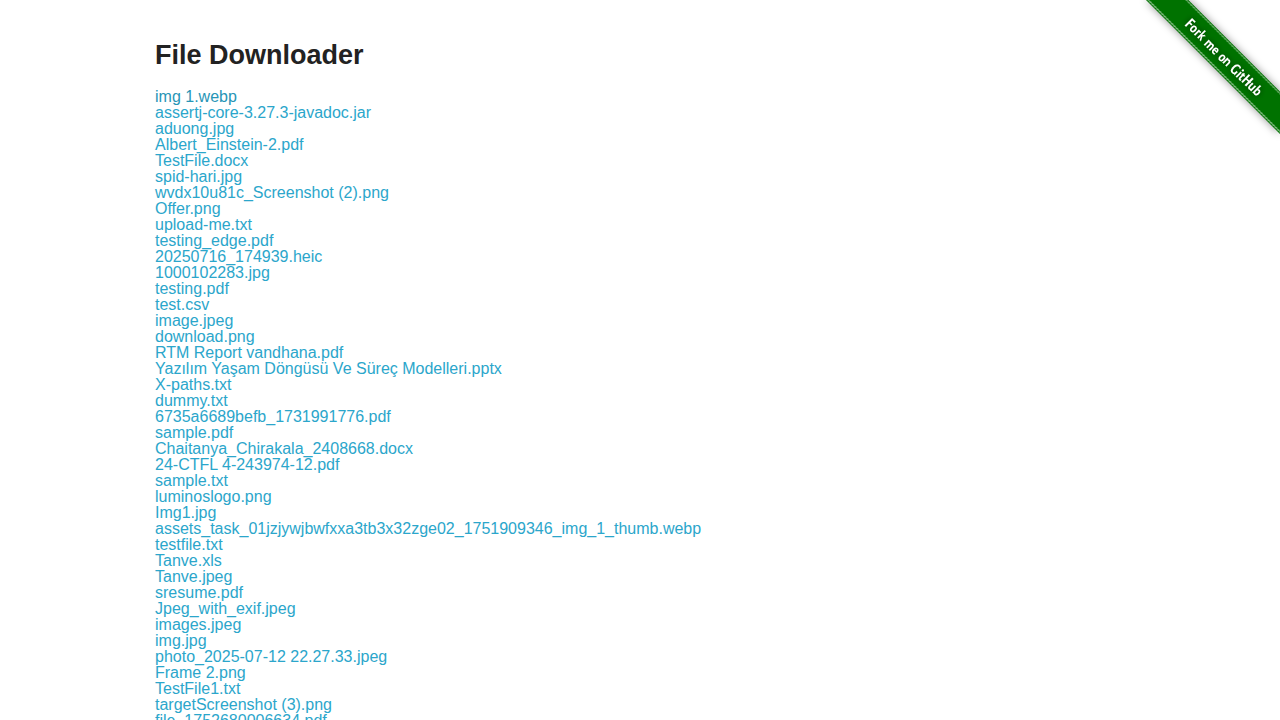 File Downloader
Fork me on GitHub
img 1.webp
assertj-core-3.27.3-javadoc.jar
aduong.jpg
Albert_Einstein-2.pdf
TestFile.docx
spid-hari.jpg
wvdx10u81c_Screenshot (2).png
Offer.png
upload-me.txt
testing_edge.pdf
20250716_174939.heic
1000102283.jpg
testing.pdf
test.csv
image.jpeg
download.png
RTM Report vandhana.pdf
Yazılım Yaşam Döngüsü Ve Süreç Modelleri.pptx
X-paths.txt
dummy.txt
6735a6689befb_1731991776.pdf
sample.pdf
Chaitanya_Chirakala_2408668.docx
24-CTFL 4-243974-12.pdf
sample.txt
luminoslogo.png
Img1.jpg
assets_task_01jzjywjbwfxxa3tb3x32zge02_1751909346_img_1_thumb.webp
testfile.txt
Tanve.xls
Tanve.jpeg
sresume.pdf
Jpeg_with_exif.jpeg
images.jpeg
img.jpg
photo_2025-07-12 22.27.33.jpeg
Frame 2.png
TestFile1.txt
targetScreenshot (3).png
file_1752680006634.pdf